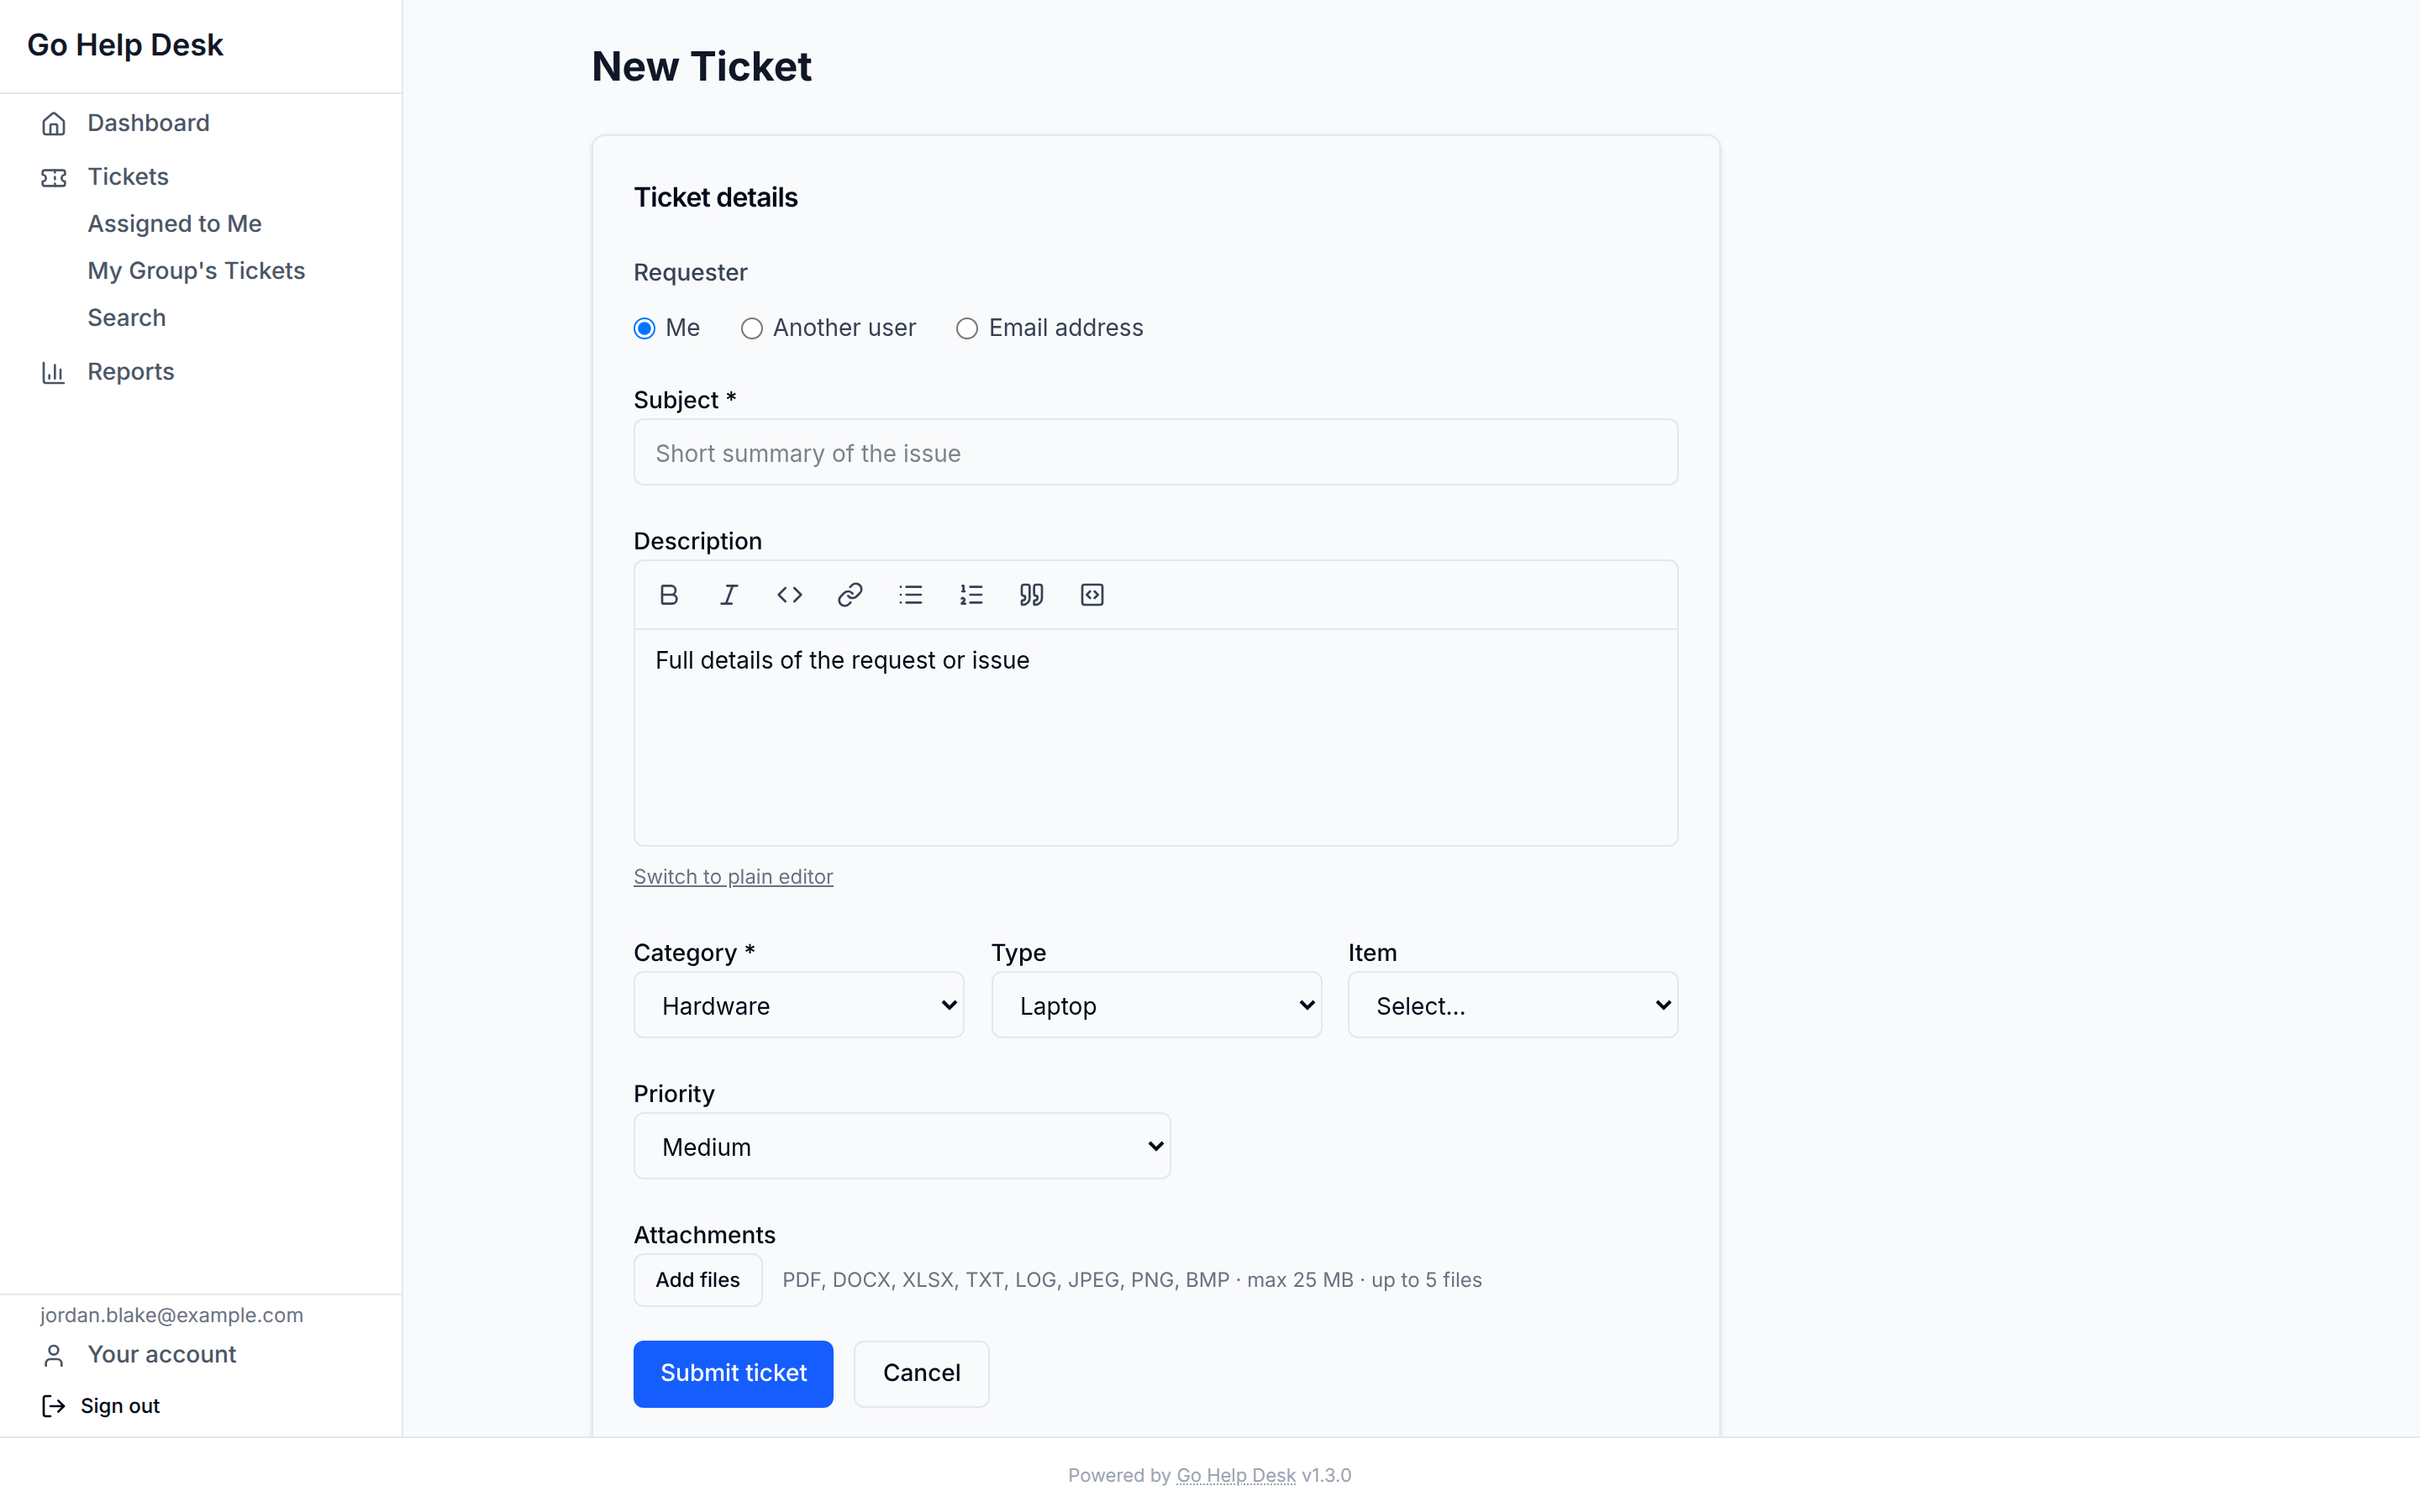 Go Help Desk
Dashboard
Tickets
Assigned to Me
My Group's Tickets
Search
Reports
jordan.blake@example.com
Your account
Sign out
New Ticket
Ticket details
Requester
Me Another user Email address
Subject *
Short summary of the issue
Description
Full details of the request or issue
Switch to plain editor
Category * Type Item
Hardware Laptop Select...
Priority
Medium
Attachments
Add files PDF, DOCX, XLSX, TXT, LOG, JPEG, PNG, BMP · max 25 MB · up to 5 files
Submit ticket Cancel
Powered by Go Help Desk v1.3.0